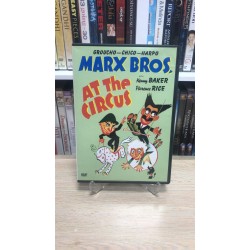 GROUCHO — CHICO — HARPO
MARX BROS.
AT THE
CIRCUS
Kenny BAKER
Florence RICE